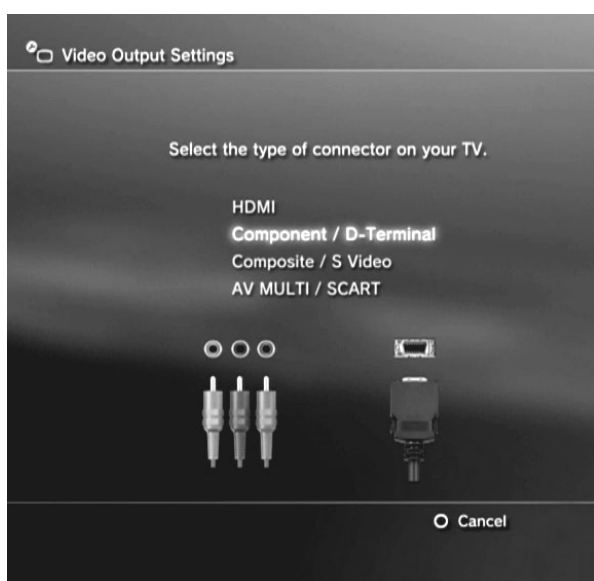 Video Output Settings
Select the type of connector on your TV.
HDMI
Component / D-Terminal
Composite / S Video
AV MULTI / SCART
Cancel